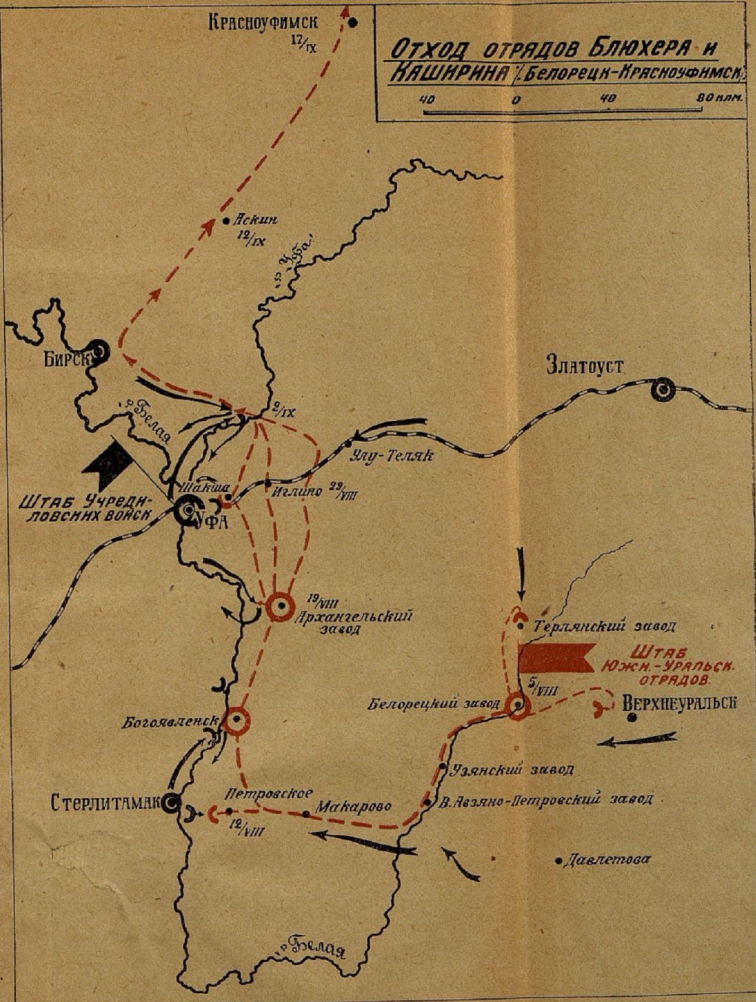 Красноуфимск
17/IX
Отход отрядов Блюхера и
Каширина /Белорецк-Красноуфимск/
40 0 40 80 клм.
Аскин
12/IX
р. Уфа
Бирск
Златоуст
р. Белая
2/IX
Улу-Теляк
Штаб Учреди-
ловских войск
Шакша
Иглино 29/VIII
Уфа
19/VIII
Архангельский
завод
Терлянский завод
Штаб
Южн.-Уральск.
отрядов.
5/VIII
Белорецкий завод
Верхнеуральск
Богоявленск
Узянский завод
Стерлитамак
Петровское
12/VIII
Макарово
В. Авзяно-Петровский завод
Давлетова
р. Белая